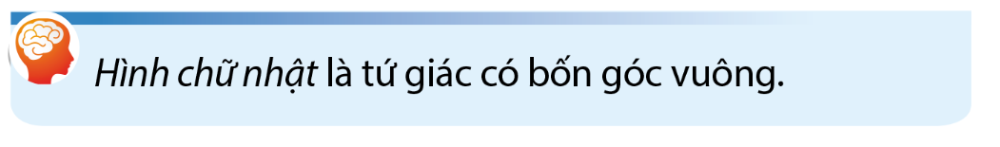 Hình chữ nhật là tứ giác có bốn góc vuông.